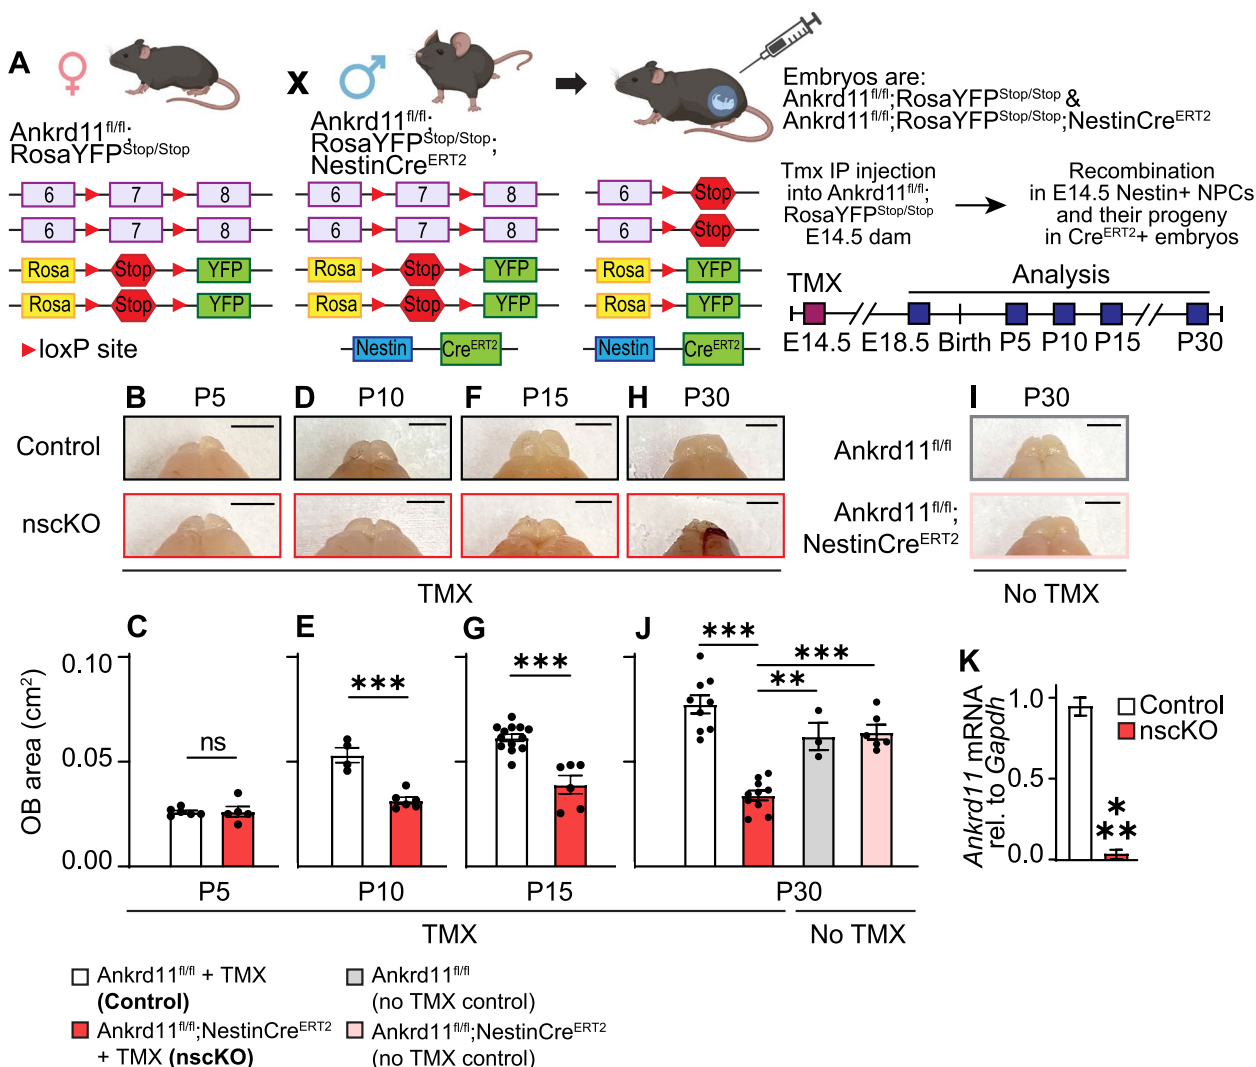 A
X
Ankrd11fl/fl;
RosaYFPStop/Stop
Ankrd11fl/fl;
RosaYFPStop/Stop;
NestinCreERT2
Embryos are:
Ankrd11fl/fl;RosaYFPStop/Stop &
Ankrd11fl/fl;RosaYFPStop/Stop;NestinCreERT2
6 7 8 6 7 8 6 Stop
6 7 8 6 7 8 6 Stop
Rosa Stop YFP Rosa Stop YFP Rosa YFP
Rosa Stop YFP Rosa Stop YFP Rosa YFP
loxP site
Nestin CreERT2 Nestin CreERT2
Tmx IP injection
into Ankrd11fl/fl;
RosaYFPStop/Stop
E14.5 dam
Recombination
in E14.5 Nestin+ NPCs
and their progeny
in CreERT2+ embryos
TMX Analysis
E14.5 E18.5 Birth P5 P10 P15 P30
B P5 D P10 F P15 H P30 I P30
Control
nscKO
Ankrd11fl/fl
Ankrd11fl/fl;
NestinCreERT2
TMX
No TMX
C E G J K
OB area (cm2)
0.10
0.05
0.00
ns
***
***
***
***
**
P5 P10 P15 P30
TMX
No TMX
Ankrd11 mRNA
rel. to Gapdh
1.0
0.5
0.0
*
**
Control
nscKO
Ankrd11fl/fl + TMX
(Control)
Ankrd11fl/fl;NestinCreERT2
+ TMX (nscKO)
Ankrd11fl/fl
(no TMX control)
Ankrd11fl/fl;NestinCreERT2
(no TMX control)